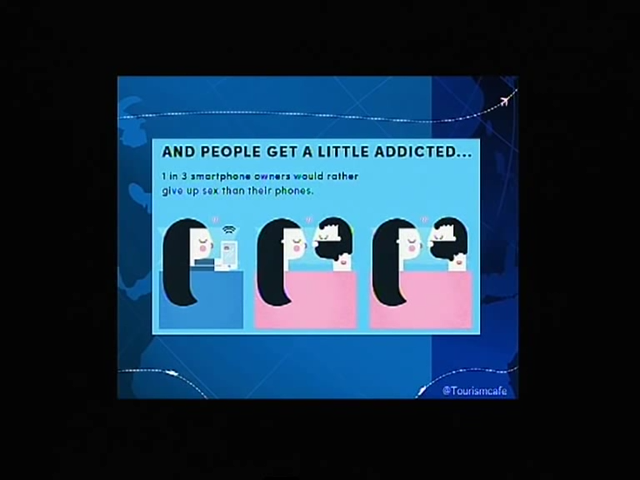 AND PEOPLE GET A LITTLE ADDICTED...
1 in 3 smartphone owners would rather
give up sex than their phones.
@Tourismcafe